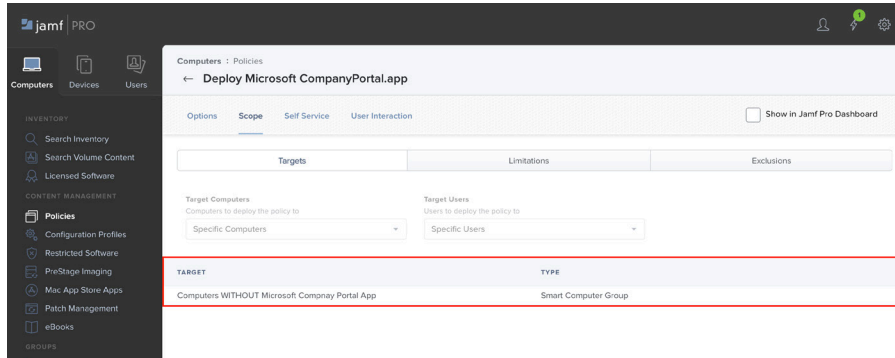 jamf PRO
1
Computers
Devices
Users
Computers : Policies
← Deploy Microsoft CompanyPortal.app
Options
Scope
Self Service
User Interaction
Show in Jamf Pro Dashboard
INVENTORY
Search Inventory
Search Volume Content
Licensed Software
CONTENT MANAGEMENT
Policies
Configuration Profiles
Restricted Software
PreStage Imaging
Mac App Store Apps
Patch Management
eBooks
GROUPS
Targets
Limitations
Exclusions
Target Computers
Computers to deploy the policy to
Specific Computers
Target Users
Users to deploy the policy to
Specific Users
TARGET
TYPE
Computers WITHOUT Microsoft Compnay Portal App
Smart Computer Group